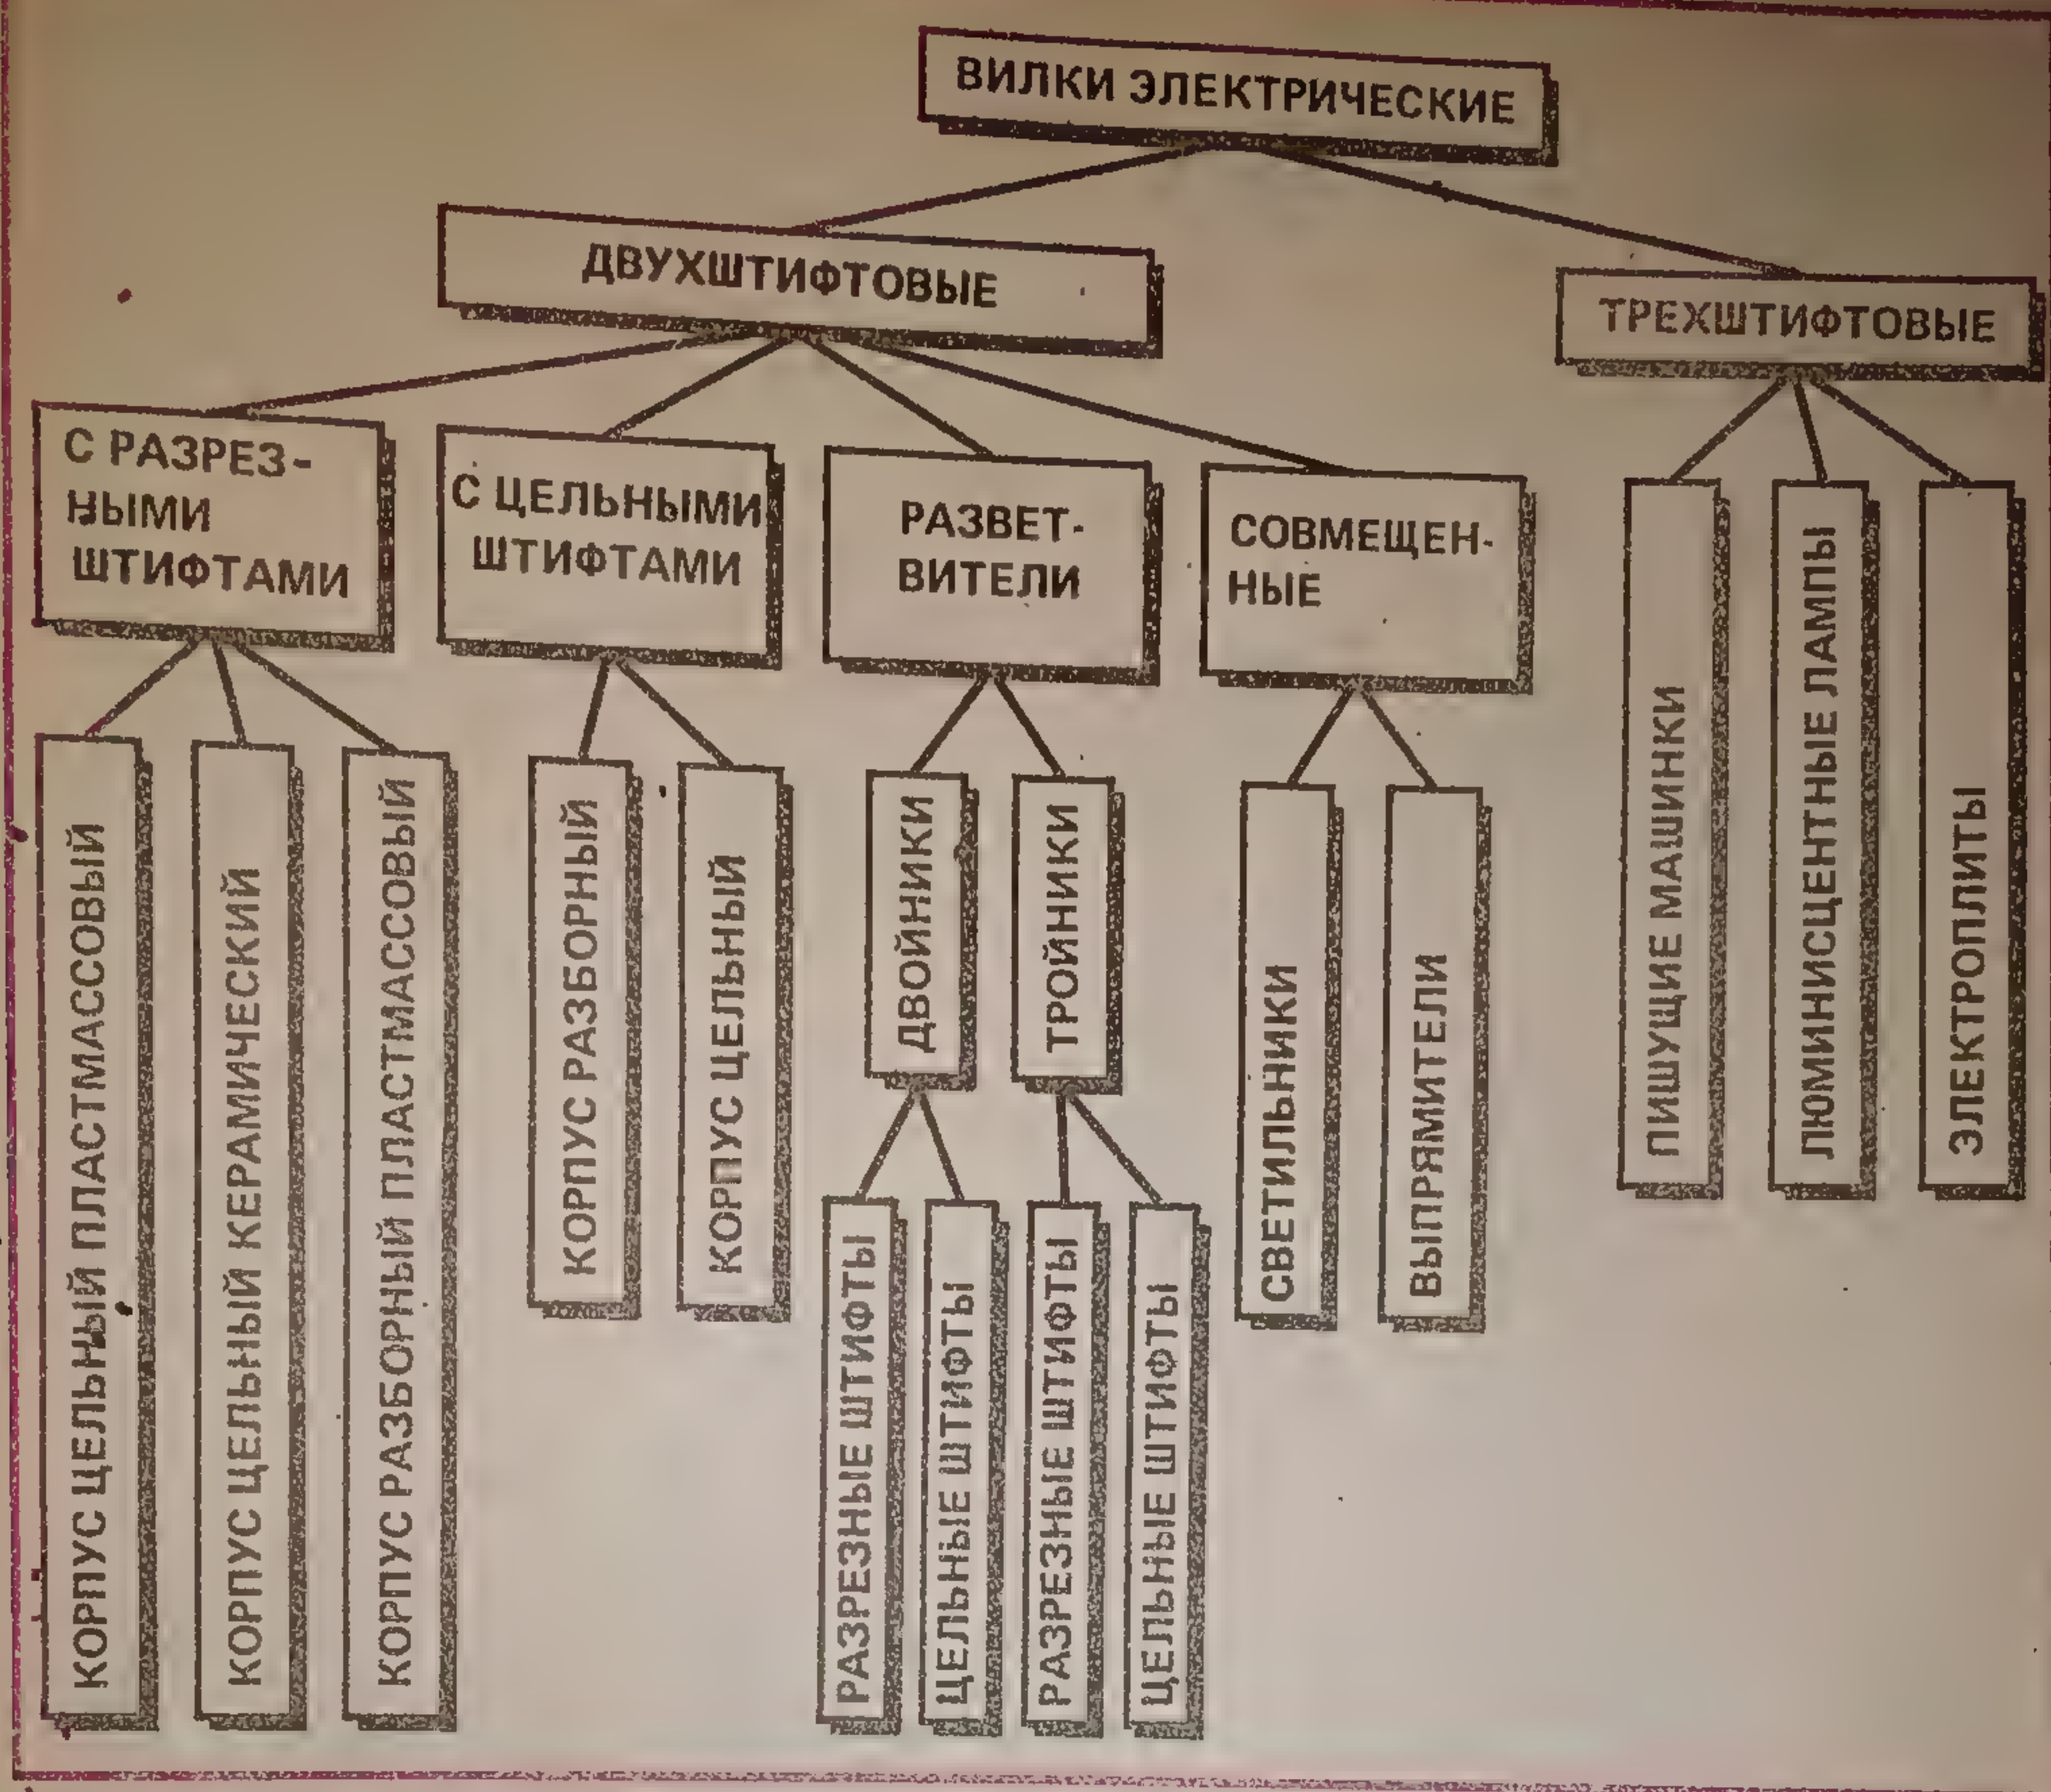 ВИЛКИ ЭЛЕКТРИЧЕСКИЕ
ДВУХШТИФТОВЫЕ
ТРЕХШТИФТОВЫЕ
С РАЗРЕЗ-
НЫМИ
ШТИФТАМИ
С ЦЕЛЬНЫМИ
ШТИФТАМИ
РАЗВЕТ-
ВИТЕЛИ
СОВМЕЩЕН-
НЫЕ
ПИШУЩИЕ МАШИНКИ
ЛЮМИНИСЦЕНТНЫЕ ЛАМПЫ
ЭЛЕКТРОПЛИТЫ
КОРПУС ЦЕЛЬНЫЙ ПЛАСТМАССОВЫЙ
КОРПУС ЦЕЛЬНЫЙ КЕРАМИЧЕСКИЙ
КОРПУС РАЗБОРНЫЙ ПЛАСТМАССОВЫЙ
КОРПУС РАЗБОРНЫЙ
КОРПУС ЦЕЛЬНЫЙ
ДВОЙНИКИ
ТРОЙНИКИ
СВЕТИЛЬНИКИ
ВЫПРЯМИТЕЛИ
РАЗРЕЗНЫЕ ШТИФТЫ
ЦЕЛЬНЫЕ ШТИФТЫ
РАЗРЕЗНЫЕ ШТИФТЫ
ЦЕЛЬНЫЕ ШТИФТЫ